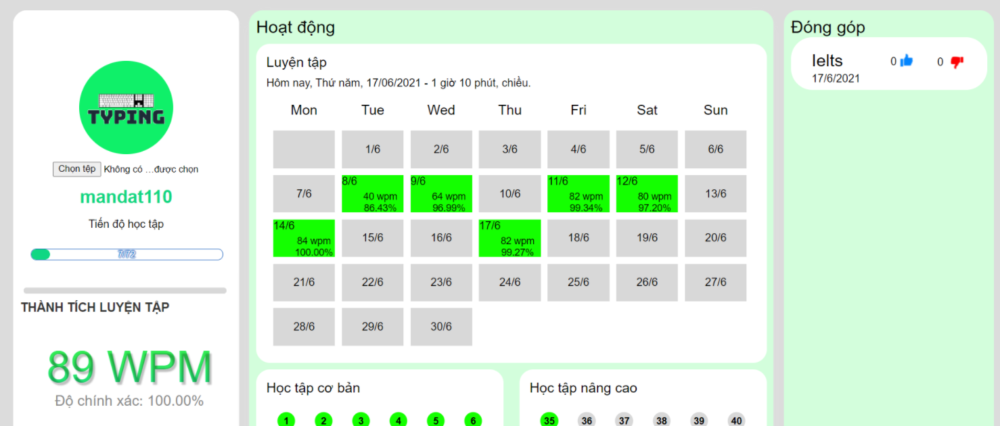 TYPING
Chọn tệp Không có ...được chọn
mandat110
Tiến độ học tập
7/72
THÀNH TÍCH LUYỆN TẬP
89 WPM
Độ chính xác: 100.00%
Hoạt động
Luyện tập
Hôm nay, Thứ năm, 17/06/2021 - 1 giờ 10 phút, chiều.
Mon Tue Wed Thu Fri Sat Sun
1/6 2/6 3/6 4/6 5/6 6/6
7/6 8/6 40 wpm 86.43% 9/6 64 wpm 96.99% 10/6 11/6 82 wpm 99.34% 12/6 80 wpm 97.20% 13/6
14/6 84 wpm 100.00% 15/6 16/6 17/6 82 wpm 99.27% 18/6 19/6 20/6
21/6 22/6 23/6 24/6 25/6 26/6 27/6
28/6 29/6 30/6
Học tập cơ bản
1 2 3 4 5 6
Học tập nâng cao
35 36 37 38 39 40
Đóng góp
Ielts 0 0
17/6/2021